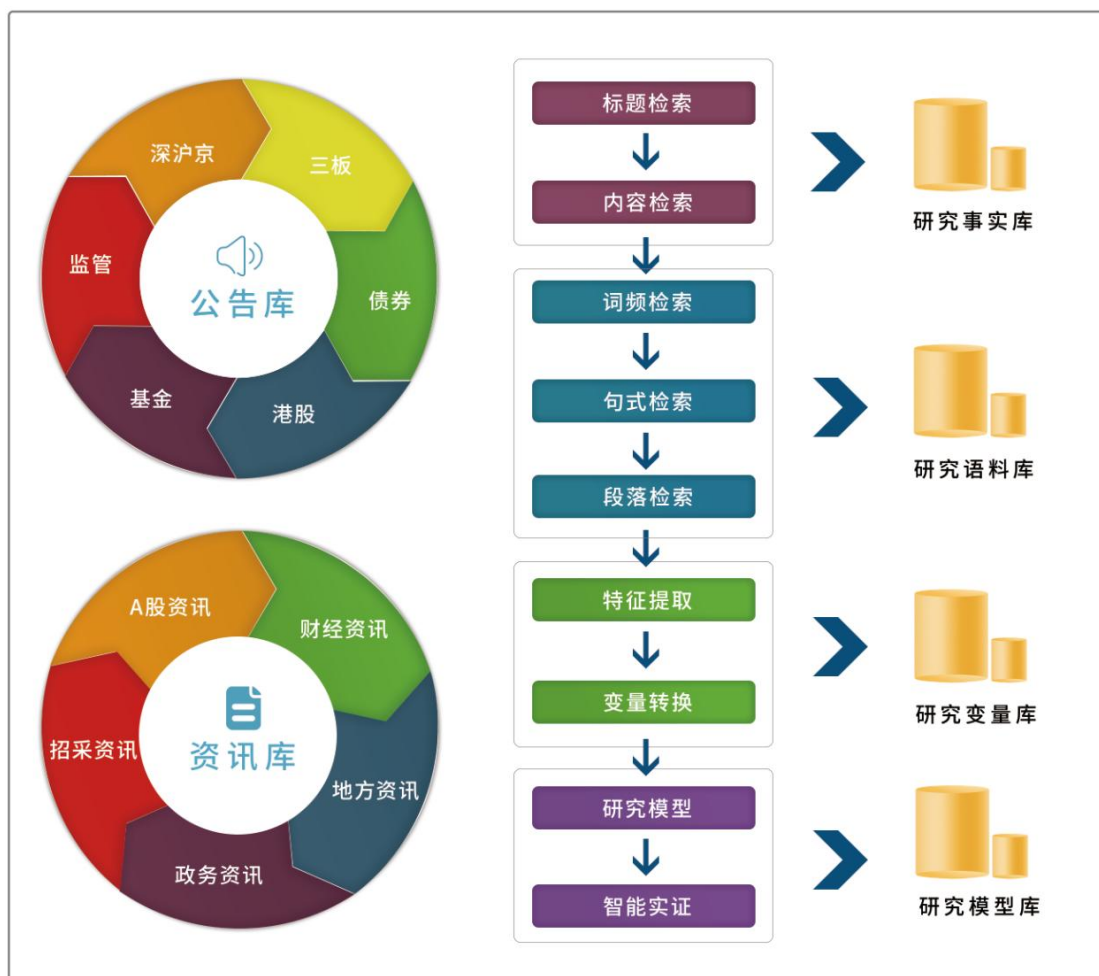 深沪京
三板
监管
公告库
债券
基金
港股
A股资讯
财经资讯
招采资讯
资讯库
地方资讯
政务资讯
标题检索
内容检索
词频检索
句式检索
段落检索
特征提取
变量转换
研究模型
智能实证
研究事实库
研究语料库
研究变量库
研究模型库